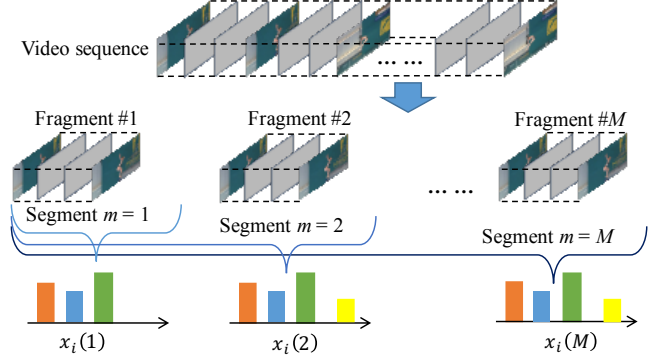 Video sequence
... ...
Fragment #1
Fragment #2
Fragment #M
... ...
Segment m = 1
Segment m = 2
Segment m = M
x_i(1)
x_i(2)
x_i(M)